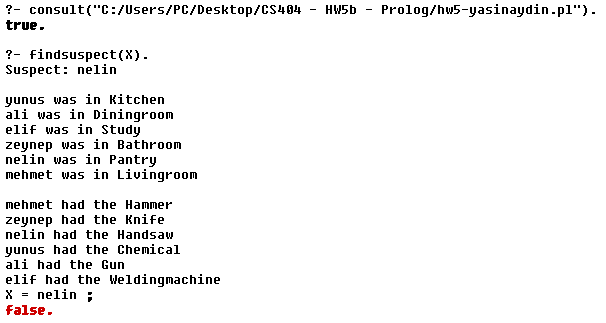 ?- consult("C:/Users/PC/Desktop/CS404 - HW5b - Prolog/hw5-yasinaydin.pl").
true.
?- findsuspect(X).
Suspect: nelin
yunus was in Kitchen
ali was in Diningroom
elif was in Study
zeynep was in Bathroom
nelin was in Pantry
mehmet was in Livingroom
mehmet had the Hammer
zeynep had the Knife
nelin had the Handsaw
yunus had the Chemical
ali had the Gun
elif had the Weldingmachine
X = nelin ;
false.